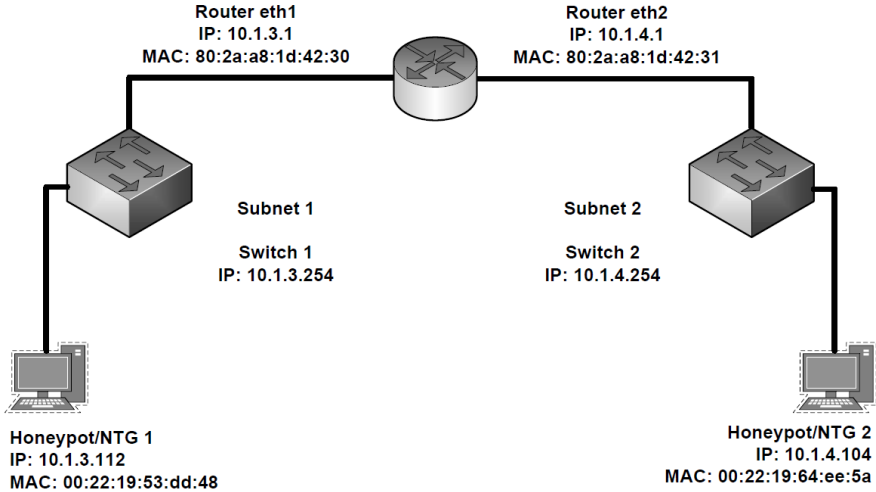 Router eth1
IP: 10.1.3.1
MAC: 80:2a:a8:1d:42:30
Router eth2
IP: 10.1.4.1
MAC: 80:2a:a8:1d:42:31
Subnet 1
Switch 1
IP: 10.1.3.254
Subnet 2
Switch 2
IP: 10.1.4.254
Honeypot/NTG 1
IP: 10.1.3.112
MAC: 00:22:19:53:dd:48
Honeypot/NTG 2
IP: 10.1.4.104
MAC: 00:22:19:64:ee:5a